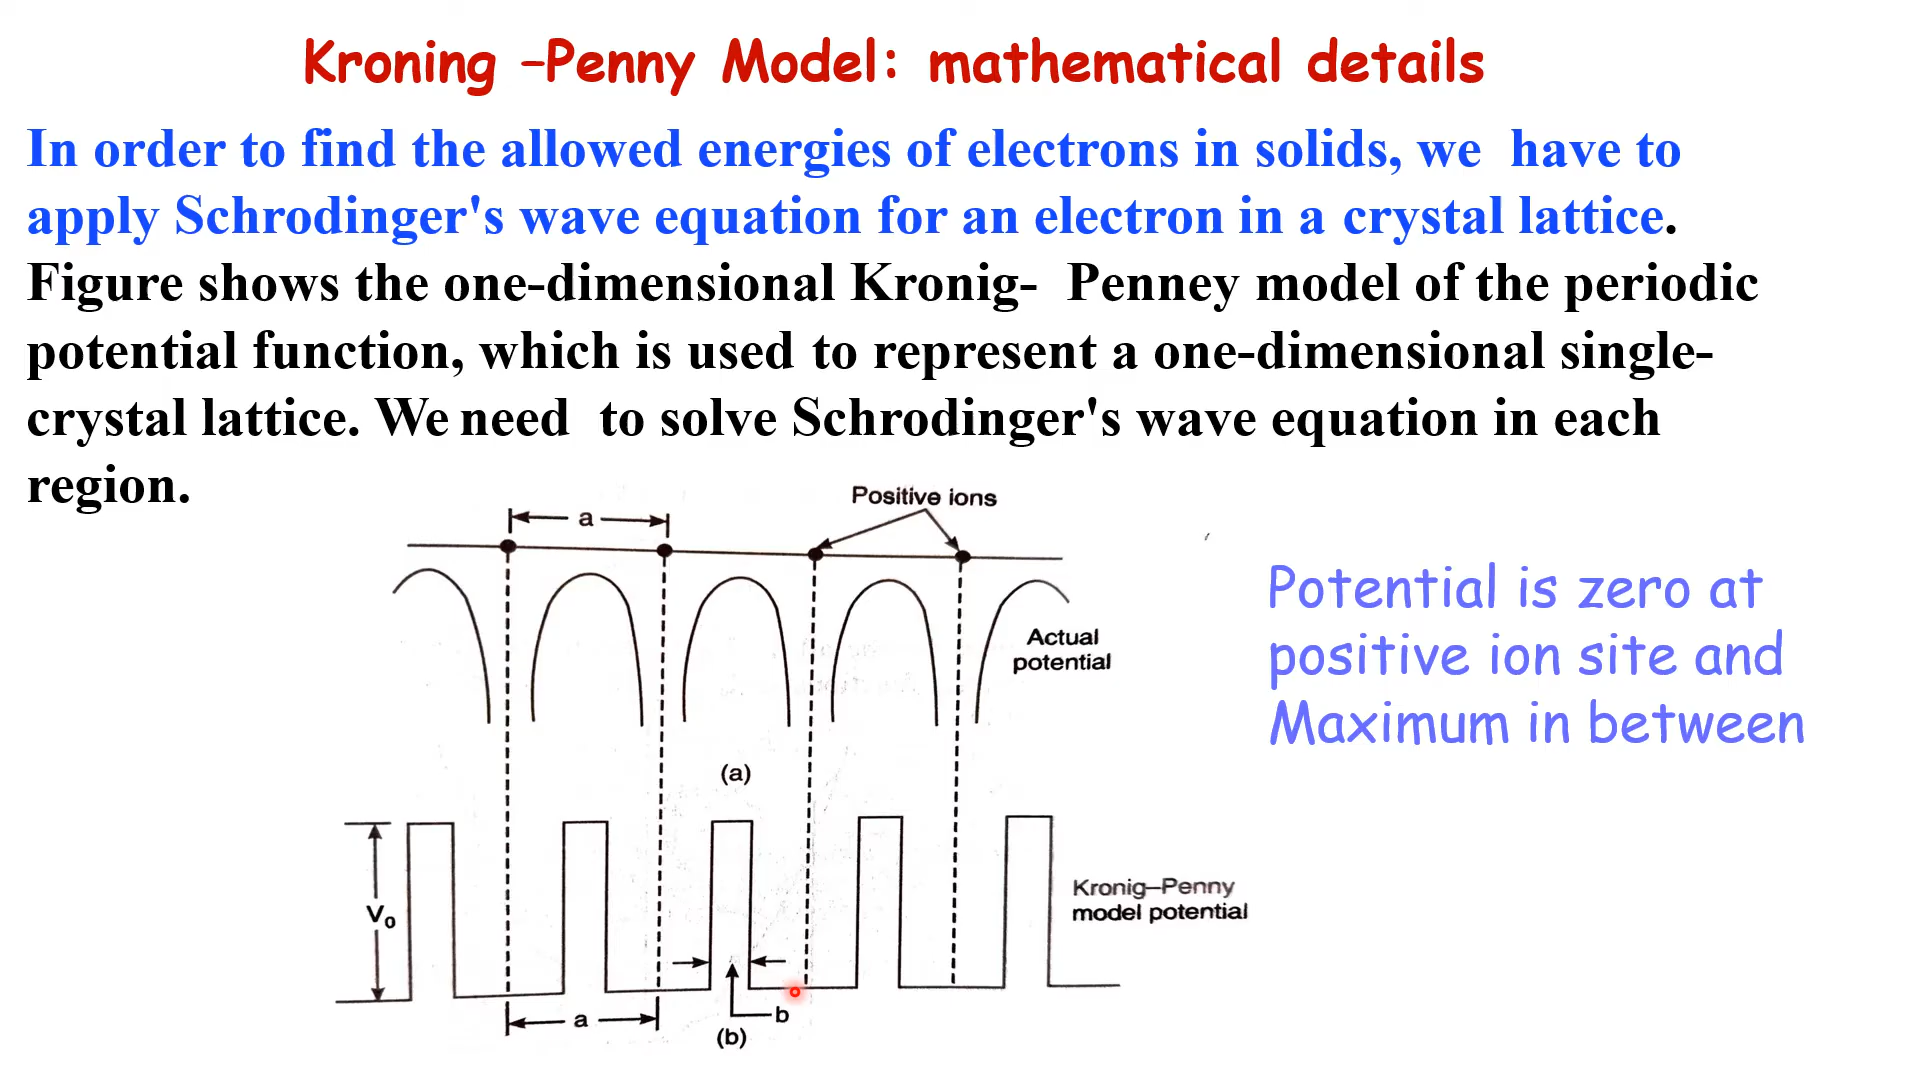 Kroning –Penny Model: mathematical details
In order to find the allowed energies of electrons in solids, we have to
apply Schrodinger's wave equation for an electron in a crystal lattice.
Figure shows the one-dimensional Kronig- Penney model of the periodic
potential function, which is used to represent a one-dimensional single-
crystal lattice. We need to solve Schrodinger's wave equation in each
region.
Positive ions
a
Potential is zero at
positive ion site and
Maximum in between
Actual
potential
(a)
Kronig–Penny
model potential
V₀
a
b
(b)